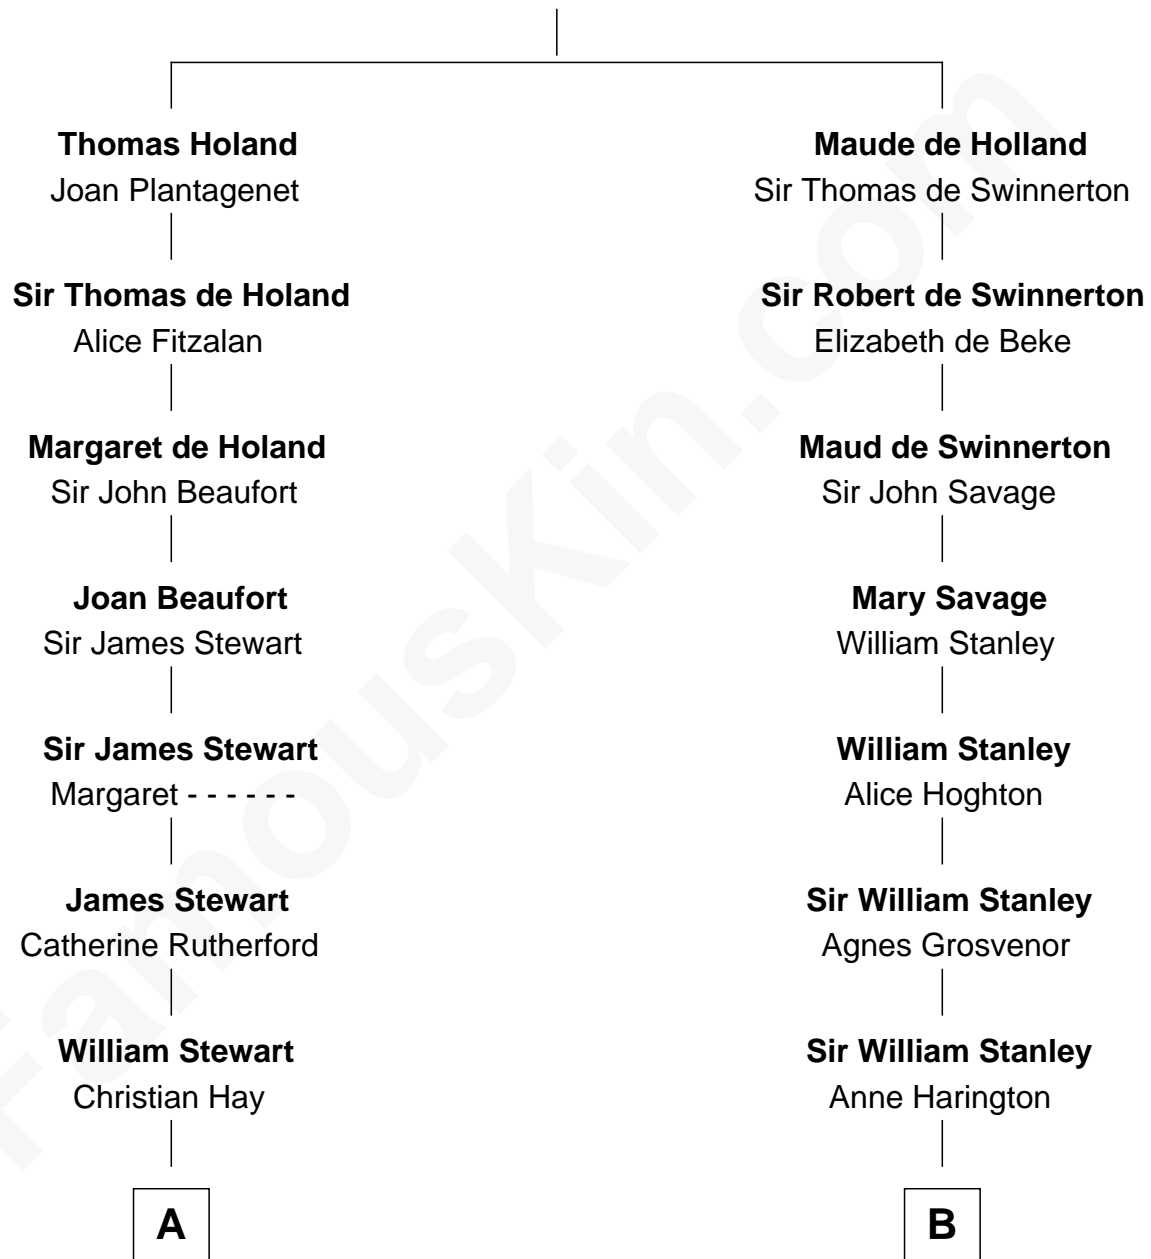 Thomas Holand
Joan Plantagenet
Maude de Holland
Sir Thomas de Swinnerton
Sir Thomas de Holand
Alice Fitzalan
Sir Robert de Swinnerton
Elizabeth de Beke
Margaret de Holand
Sir John Beaufort
Maud de Swinnerton
Sir John Savage
Joan Beaufort
Sir James Stewart
Mary Savage
William Stanley
Sir James Stewart
Margaret - - - - - -
William Stanley
Alice Hoghton
James Stewart
Catherine Rutherford
Sir William Stanley
Agnes Grosvenor
William Stewart
Christian Hay
Sir William Stanley
Anne Harington
A
B
FamousKin.com